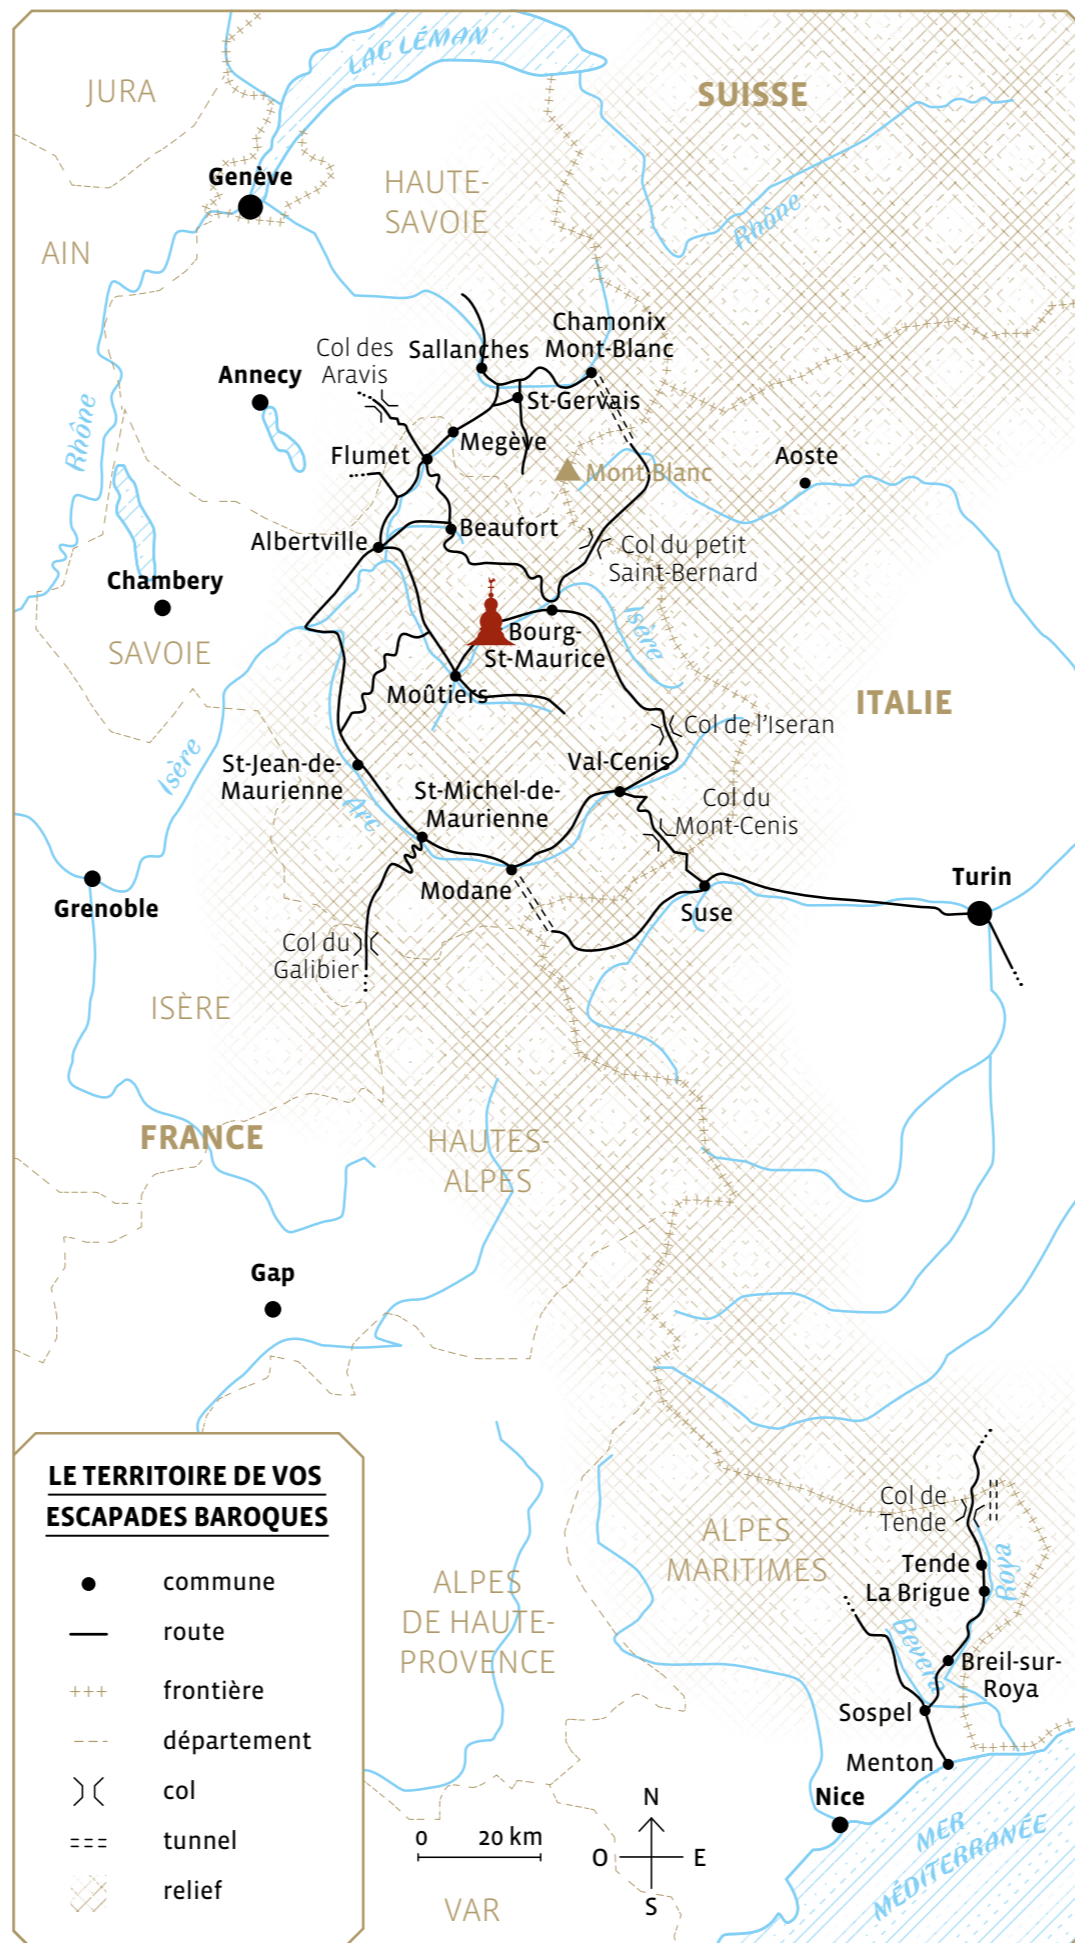 LAC LÉMAN
JURA
SUISSE
Genève
HAUTE-
SAVOIE
Rhône
AIN
Chamonix
Mont-Blanc
Col des
Aravis
Sallanches
Annecy
St-Gervais
Rhône
Megève
Flumet
Mont-Blanc
Aoste
Beaufort
Albertville
Col du petit
Saint-Bernard
Chambery
Isère
Bourg-
St-Maurice
SAVOIE
Moûtiers
ITALIE
Col de l'Iseran
Isère
St-Jean-de-
Maurienne
Val-Cenis
Arc
St-Michel-de-
Maurienne
Col du
Mont-Cenis
Modane
Turin
Grenoble
Suse
Col du
Galibier
ISÈRE
FRANCE
HAUTES-
ALPES
Gap
LE TERRITOIRE DE VOS
ESCAPADES BAROQUES
commune
route
frontière
département
col
tunnel
relief
Col de
Tende
ALPES
MARITIMES
Tende
La Brigue
Roya
ALPES
DE HAUTE-
PROVENCE
Bevera
Breil-sur-
Roya
Sospel
Menton
Nice
MER
MÉDITERRANÉE
0 20 km
N
O E
S
VAR